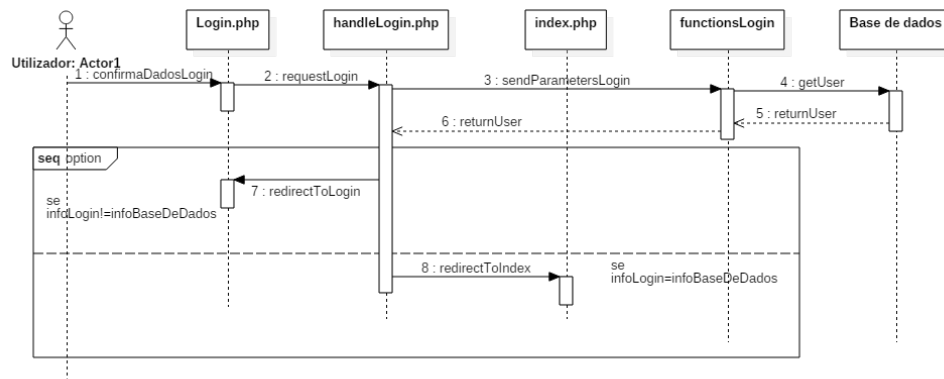 Login.php
handleLogin.php
index.php
functionsLogin
Base de dados
Utilizador: Actor1
1 : confirmaDadosLogin
2 : requestLogin
3 : sendParametersLogin
4 : getUser
5 : returnUser
6 : returnUser
seq option
7 : redirectToLogin
se
infoLogin!=infoBaseDeDados
8 : redirectToIndex
se
infoLogin=infoBaseDeDados